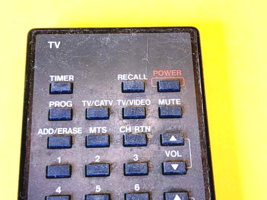 TV
TIMER RECALL POWER
PROG TV/CATV TV/VIDEO MUTE
ADD/ERASE MTS CH RTN
1 2 3 VOL
4 5 6